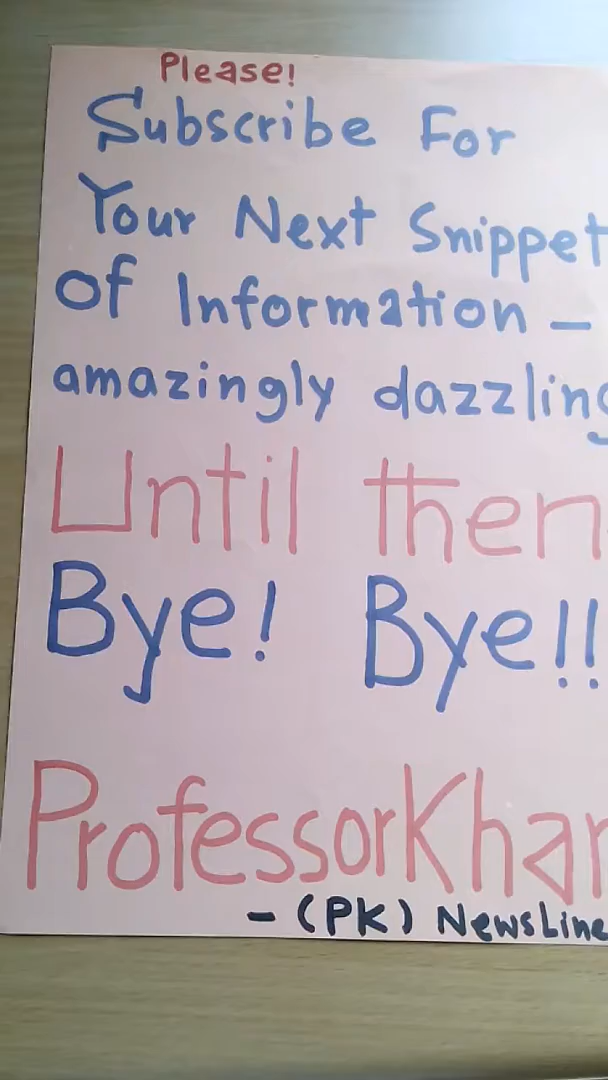 Please!
Subscribe For
Your Next Snippet
of Information –
amazingly dazzling
Until then
Bye! Bye!!
ProfessorKhan
– (PK) NewsLine